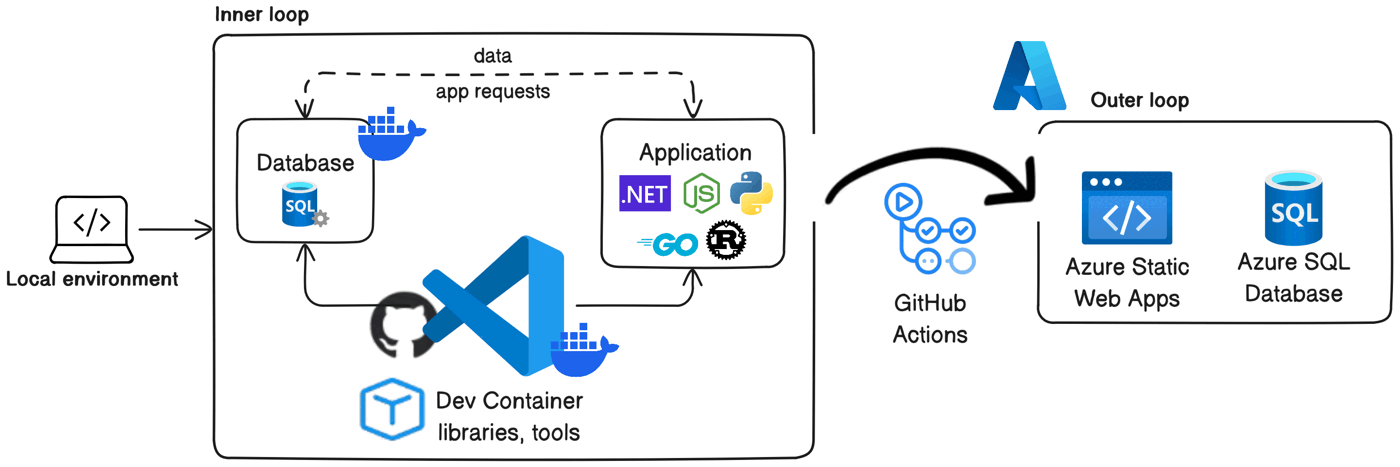 Inner loop
data
app requests
Outer loop
Database
SQL
Application
.NET
JS
GO
R
Local environment
Dev Container
libraries, tools
GitHub
Actions
Azure Static
Web Apps
SQL
Azure SQL
Database